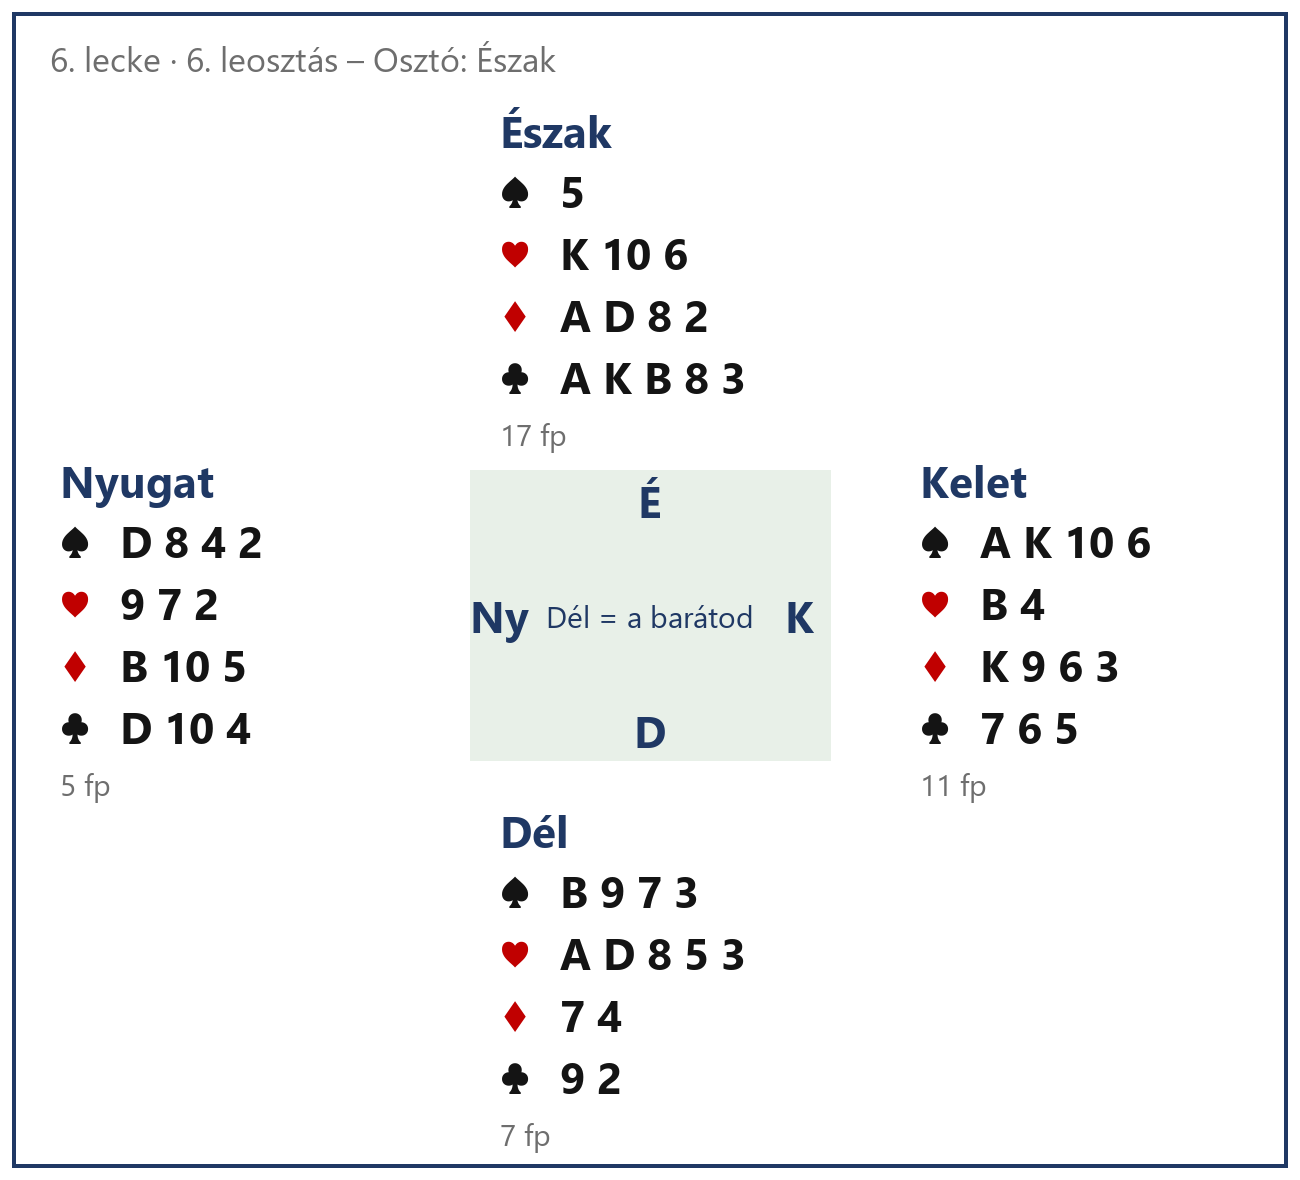 6. lecke · 6. leosztás – Osztó: Észak
Észak
♠ 5
♥ K 10 6
♦ A D 8 2
♣ A K B 8 3
17 fp
Nyugat
♠ D 8 4 2
♥ 9 7 2
♦ B 10 5
♣ D 10 4
5 fp
É
Ny Dél = a barátod K
D
Kelet
♠ A K 10 6
♥ B 4
♦ K 9 6 3
♣ 7 6 5
11 fp
Dél
♠ B 9 7 3
♥ A D 8 5 3
♦ 7 4
♣ 9 2
7 fp